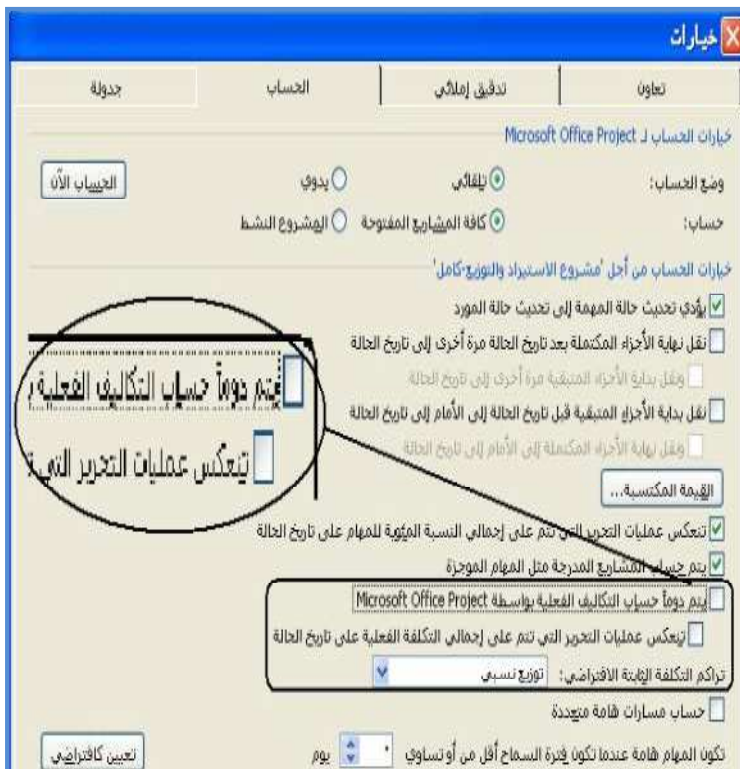 خيارات
تعاون تدقيق إملائي الحساب جدولة
خيارات الحساب لـ Microsoft Office Project
وضع الحساب: تلقائي يدوي الحساب الآن
حساب: كافة المشاريع المفتوحة المشروع النشط
خيارات الحساب من أجل 'مشروع الاستيراد والتوزيع-كامل'
يؤدي تحديث حالة المهمة إلى تحديث حالة المورد
نقل نهاية الأجزاء المكتملة بعد تاريخ الحالة مرة أخرى إلى تاريخ الحالة
ونقل بداية الأجزاء المتبقية مرة أخرى إلى تاريخ الحالة
نقل بداية الأجزاء المتبقية قبل تاريخ الحالة إلى الأمام إلى تاريخ الحالة
ونقل نهاية الأجزاء المكتملة إلى الأمام إلى تاريخ الحالة
القيمة المكتسبة...
تنعكس عمليات التحرير التي تتم على إجمالي النسبة المئوية للمهام على تاريخ الحالة
يتم حساب المشاريع المدرجة مثل المهام الموجزة
يتم دوماً حساب التكاليف الفعلية بواسطة Microsoft Office Project
تنعكس عمليات التحرير التي تتم على إجمالي التكلفة الفعلية على تاريخ الحالة
تراكم التكلفة الثابتة الافتراضي: توزيع نسبي
حساب مسارات هامة متعددة
تكون المهام هامة عندما تكون فترة السماح أقل من أو تساوي ٠ يوم تعيين كافتراضي
يتم دوماً حساب التكاليف الفعلية ب
تنعكس عمليات التحرير التي ت